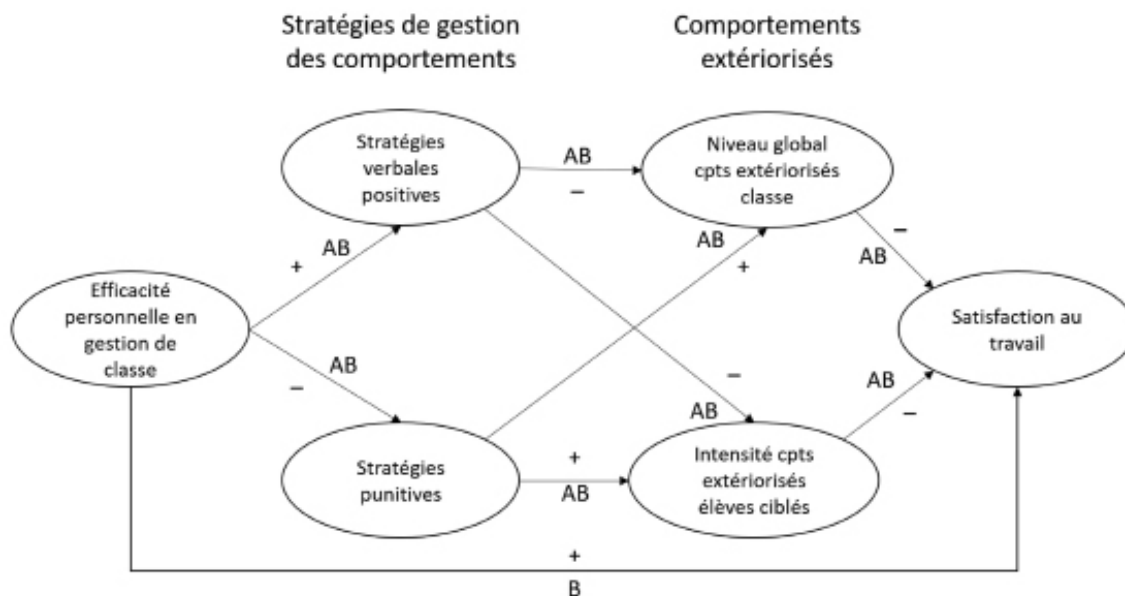 Stratégies de gestion
des comportements
Comportements
extériorisés
Stratégies
verbales
positives
AB
–
Niveau global
cpts extériorisés
classe
–
AB
AB
+
AB
+
Efficacité
personnelle en
gestion de
classe
Satisfaction au
travail
AB
–
–
AB
AB
–
Stratégies
punitives
+
AB
Intensité cpts
extériorisés
élèves ciblés
+
B